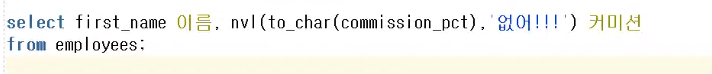 select first_name 이름, nvl(to_char(commission_pct),'없어!!!') 커미션
from employees;